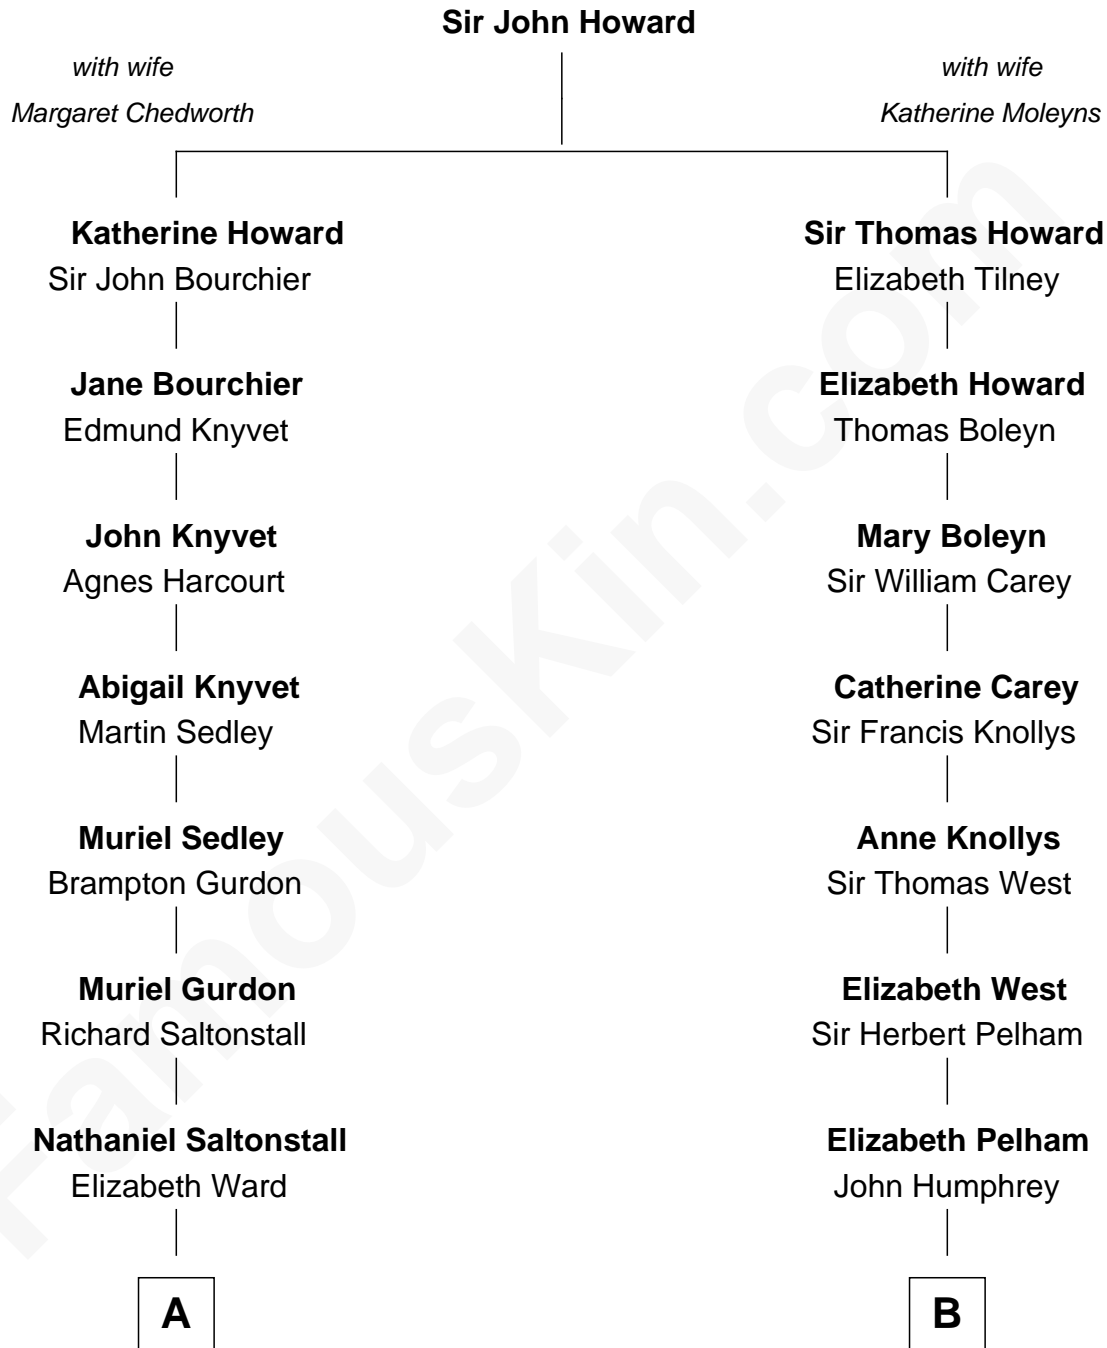 Sir John Howard
with wife
Margaret Chedworth
with wife
Katherine Moleyns
Katherine Howard
Sir John Bourchier
Sir Thomas Howard
Elizabeth Tilney
Jane Bourchier
Edmund Knyvet
Elizabeth Howard
Thomas Boleyn
John Knyvet
Agnes Harcourt
Mary Boleyn
Sir William Carey
Abigail Knyvet
Martin Sedley
Catherine Carey
Sir Francis Knollys
Muriel Sedley
Brampton Gurdon
Anne Knollys
Sir Thomas West
Muriel Gurdon
Richard Saltonstall
Elizabeth West
Sir Herbert Pelham
Nathaniel Saltonstall
Elizabeth Ward
Elizabeth Pelham
John Humphrey
A
B
FamousKin.com